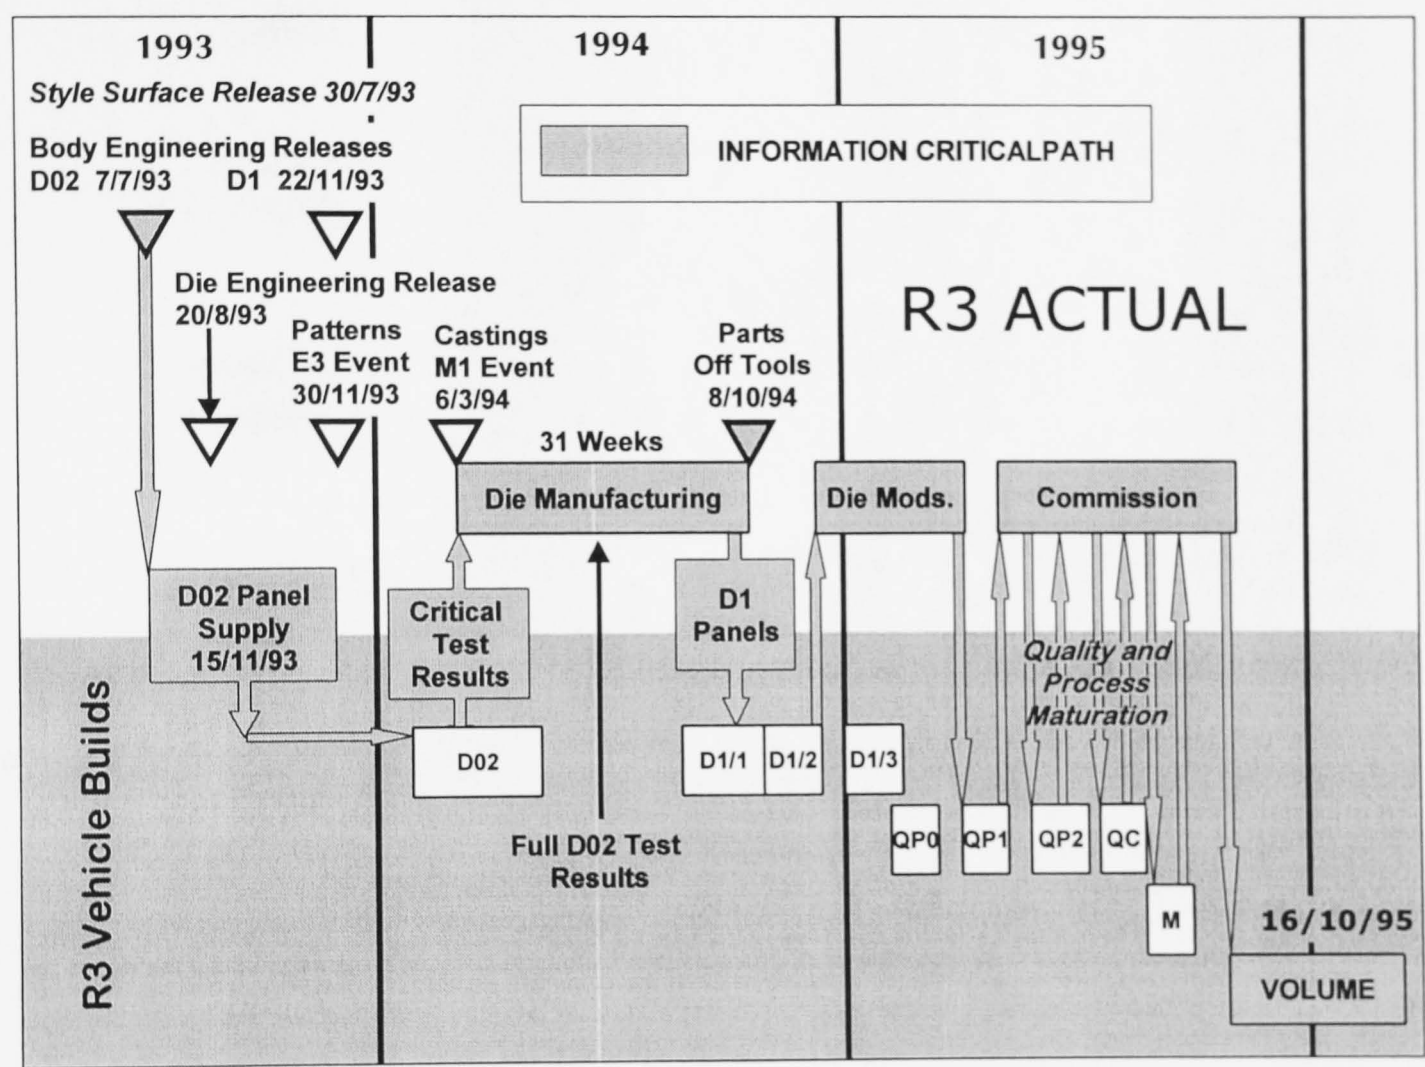 1993
1994
1995
Style Surface Release 30/7/93
Body Engineering Releases
D02 7/7/93 D1 22/11/93
INFORMATION CRITICALPATH
Die Engineering Release
20/8/93
Patterns
E3 Event
30/11/93
Castings
M1 Event
6/3/94
Parts
Off Tools
8/10/94
R3 ACTUAL
31 Weeks
Die Manufacturing
Die Mods.
Commission
D02 Panel
Supply
15/11/93
Critical
Test
Results
D1
Panels
Quality and
Process
Maturation
R3 Vehicle Builds
D02
D1/1
D1/2
D1/3
Full D02 Test
Results
QP0
QP1
QP2
QC
M
16/10/95
VOLUME